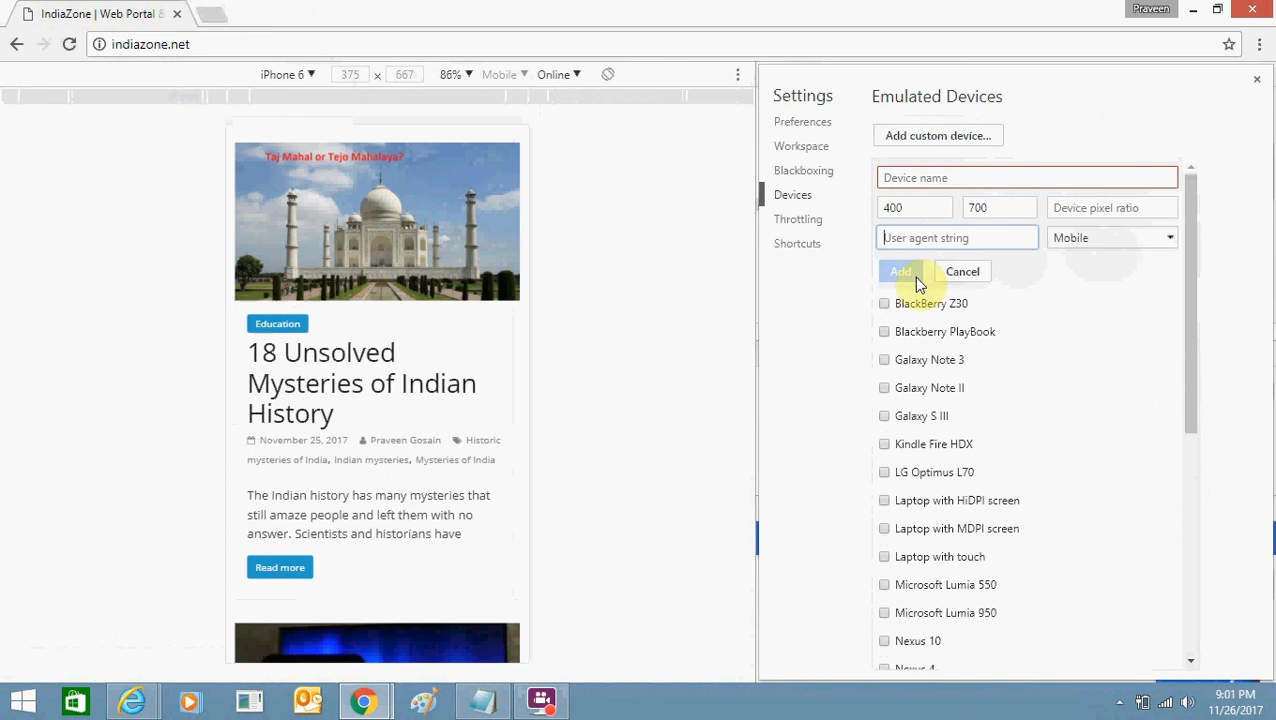 IndiaZone | Web Portal
Praveen
indiazone.net
iPhone 6 375 x 667 86% Mobile Online
Settings
Preferences
Workspace
Blackboxing
Devices
Throttling
Shortcuts
Emulated Devices
Add custom device...
Device name
400 700 Device pixel ratio
User agent string Mobile
Add Cancel
BlackBerry Z30
Blackberry PlayBook
Galaxy Note 3
Galaxy Note II
Galaxy S III
Kindle Fire HDX
LG Optimus L70
Laptop with HiDPI screen
Laptop with MDPI screen
Laptop with touch
Microsoft Lumia 550
Microsoft Lumia 950
Nexus 10
Nexus 4
Taj Mahal or Tejo Mahalaya?
Education
18 Unsolved
Mysteries of Indian
History
November 25, 2017 Praveen Gosain Historic
mysteries of India, Indian mysteries, Mysteries of India
The Indian history has many mysteries that
still amaze people and left them with no
answer. Scientists and historians have
Read more
9:01 PM
11/26/2017